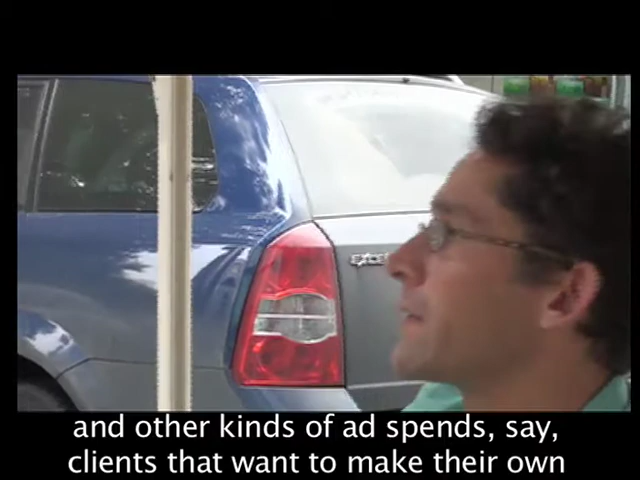 and other kinds of ad spends, say,
clients that want to make their own